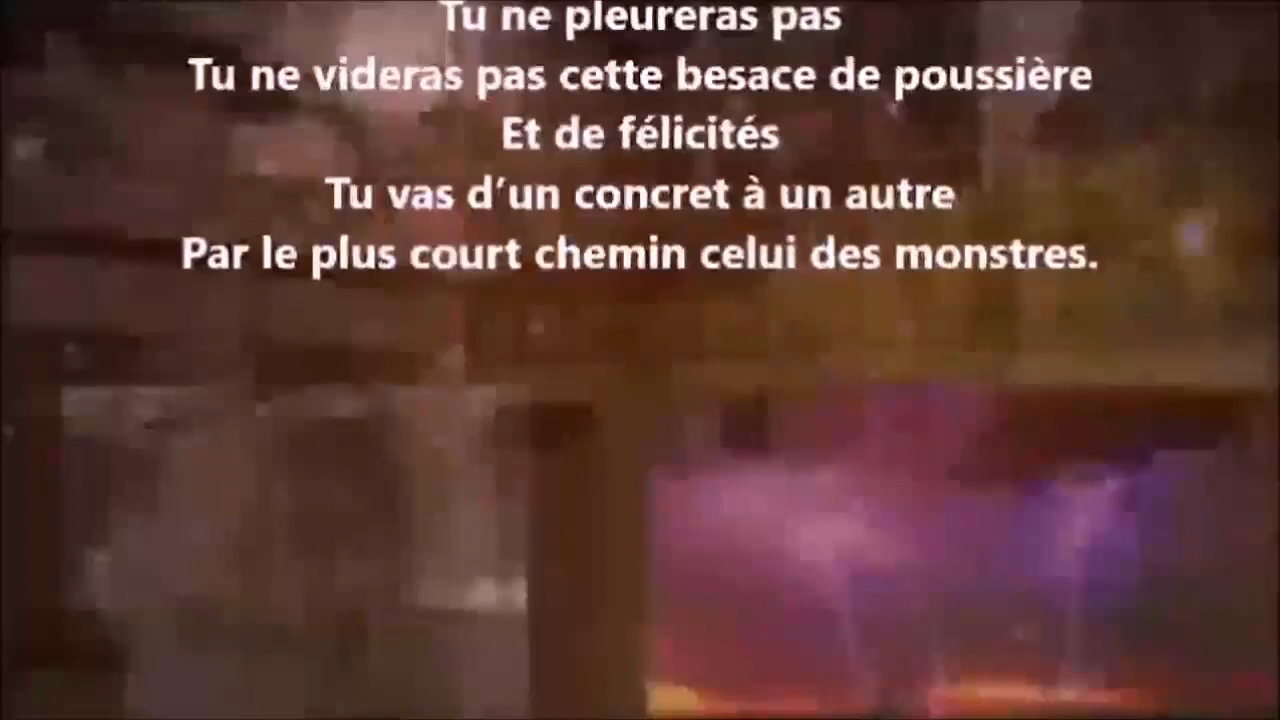 Tu ne pleureras pas
Tu ne videras pas cette besace de poussière
Et de félicités
Tu vas d’un concret à un autre
Par le plus court chemin celui des monstres.